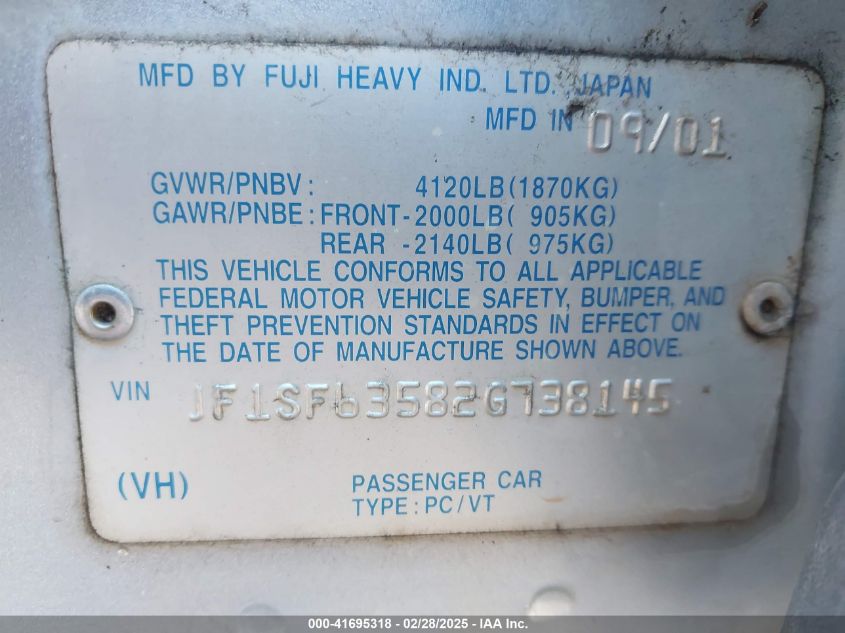 MFD BY FUJI HEAVY IND. LTD. JAPAN
MFD IN 09/01
GVWR/PNBV: 4120LB(1870KG)
GAWR/PNBE: FRONT-2000LB( 905KG)
REAR -2140LB( 975KG)
THIS VEHICLE CONFORMS TO ALL APPLICABLE
FEDERAL MOTOR VEHICLE SAFETY, BUMPER, AND
THEFT PREVENTION STANDARDS IN EFFECT ON
THE DATE OF MANUFACTURE SHOWN ABOVE.
VIN JF1SF63582G738145
(VH) PASSENGER CAR
TYPE: PC/VT
000-41695318 - 02/28/2025 - IAA Inc.